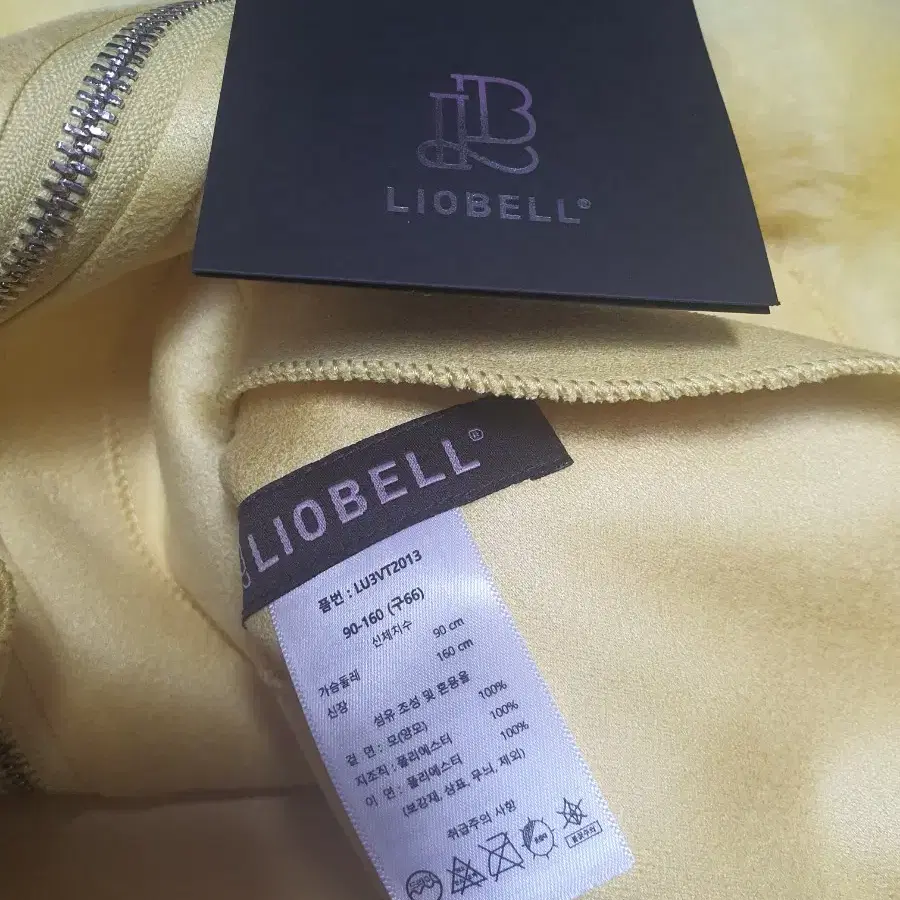 LB
LIOBELL®
LIOBELL®
품번 : LU3VT2013
90-160 (구66)
신체치수
가슴둘레 90 cm
신장 160 cm
섬유 조성 및 혼용율
겉 면 : 모(양모) 100%
지조직 : 폴리에스터 100%
이 면 : 폴리에스터 100%
(보강재, 상표, 무늬, 제외)
취급주의 사항